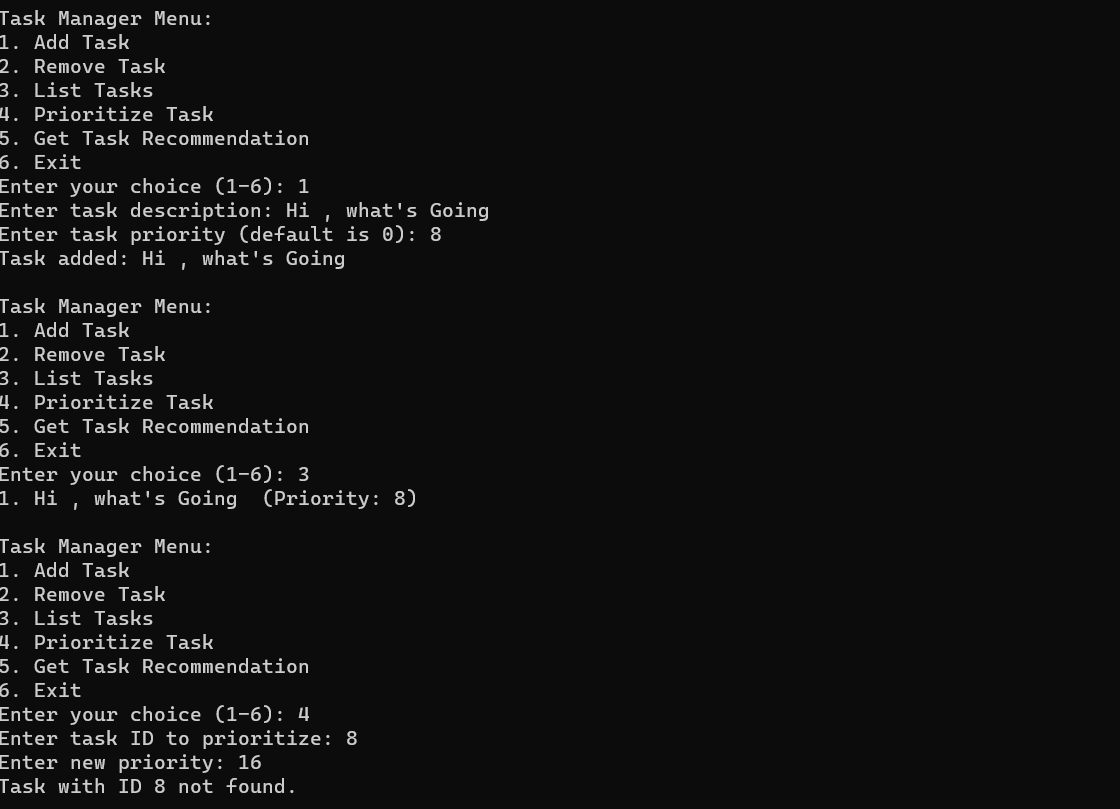 Task Manager Menu:
1. Add Task
2. Remove Task
3. List Tasks
4. Prioritize Task
5. Get Task Recommendation
6. Exit
Enter your choice (1-6): 1
Enter task description: Hi , what's Going
Enter task priority (default is 0): 8
Task added: Hi , what's Going

Task Manager Menu:
1. Add Task
2. Remove Task
3. List Tasks
4. Prioritize Task
5. Get Task Recommendation
6. Exit
Enter your choice (1-6): 3
1. Hi , what's Going  (Priority: 8)

Task Manager Menu:
1. Add Task
2. Remove Task
3. List Tasks
4. Prioritize Task
5. Get Task Recommendation
6. Exit
Enter your choice (1-6): 4
Enter task ID to prioritize: 8
Enter new priority: 16
Task with ID 8 not found.